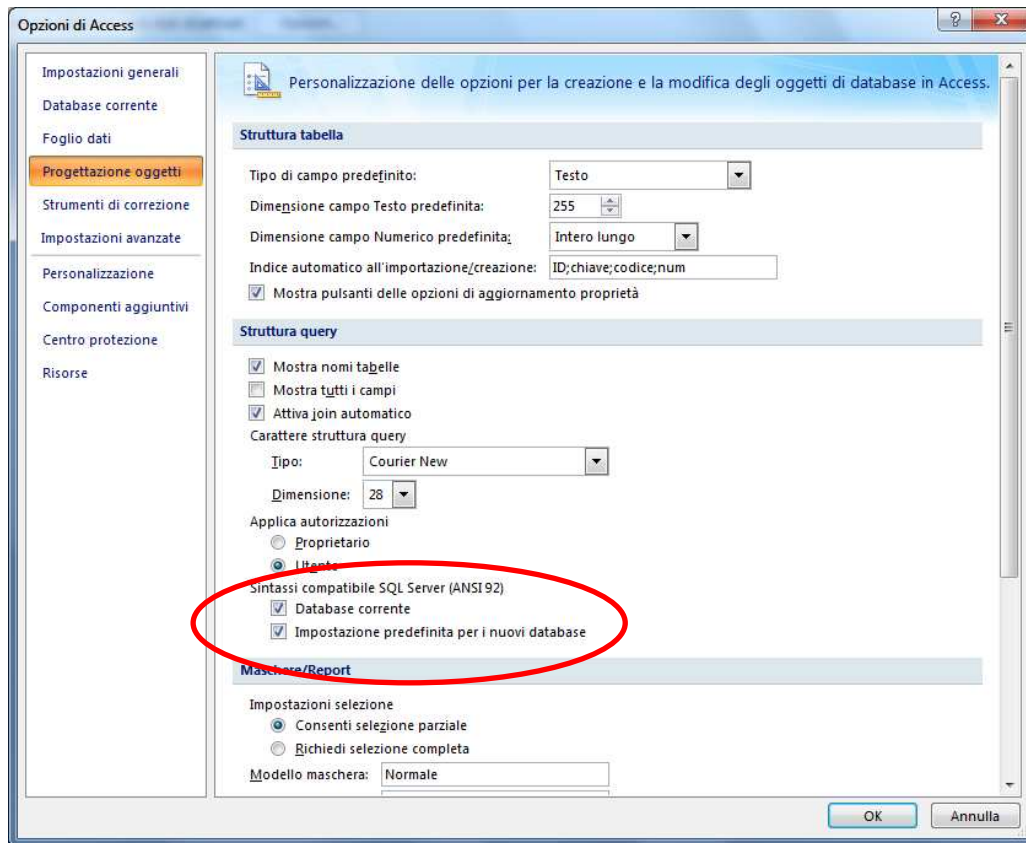 Opzioni di Access
Impostazioni generali
Database corrente
Foglio dati
Progettazione oggetti
Strumenti di correzione
Impostazioni avanzate
Personalizzazione
Componenti aggiuntivi
Centro protezione
Risorse
Personalizzazione delle opzioni per la creazione e la modifica degli oggetti di database in Access.
Struttura tabella
Tipo di campo predefinito: Testo
Dimensione campo Testo predefinita: 255
Dimensione campo Numerico predefinita: Intero lungo
Indice automatico all'importazione/creazione: ID;chiave;codice;num
Mostra pulsanti delle opzioni di aggiornamento proprietà
Struttura query
Mostra nomi tabelle
Mostra tutti i campi
Attiva join automatico
Carattere struttura query
Tipo: Courier New
Dimensione: 28
Applica autorizzazioni
Proprietario
Utente
Sintassi compatibile SQL Server (ANSI 92)
Database corrente
Impostazione predefinita per i nuovi database
Maschere/Report
Impostazioni selezione
Consenti selezione parziale
Richiedi selezione completa
Modello maschera: Normale
OK Annulla